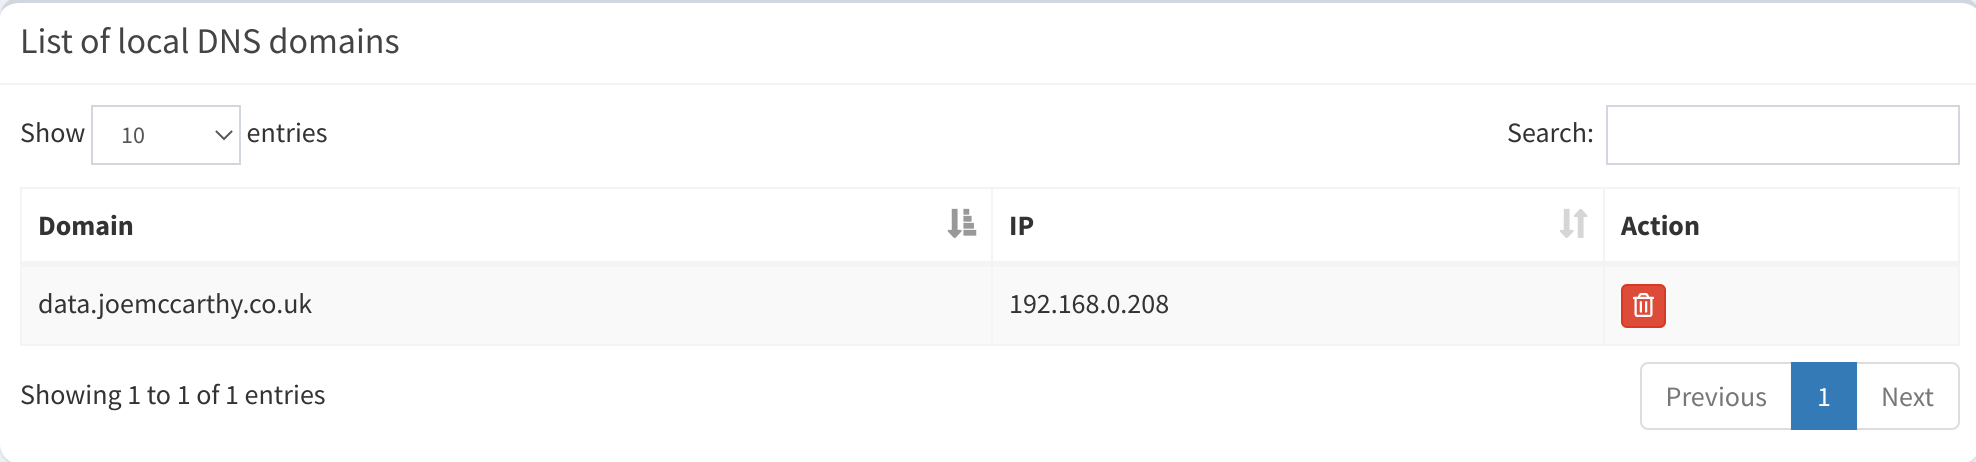 List of local DNS domains
Show 10 entries Search:
Domain IP Action
data.joemccarthy.co.uk 192.168.0.208
Showing 1 to 1 of 1 entries Previous 1 Next